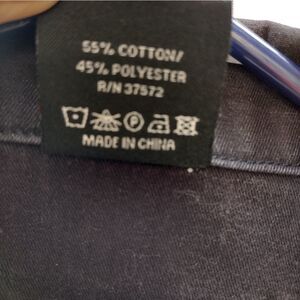 55% COTTON/
45% POLYESTER
R/N 37572
P
MADE IN CHINA